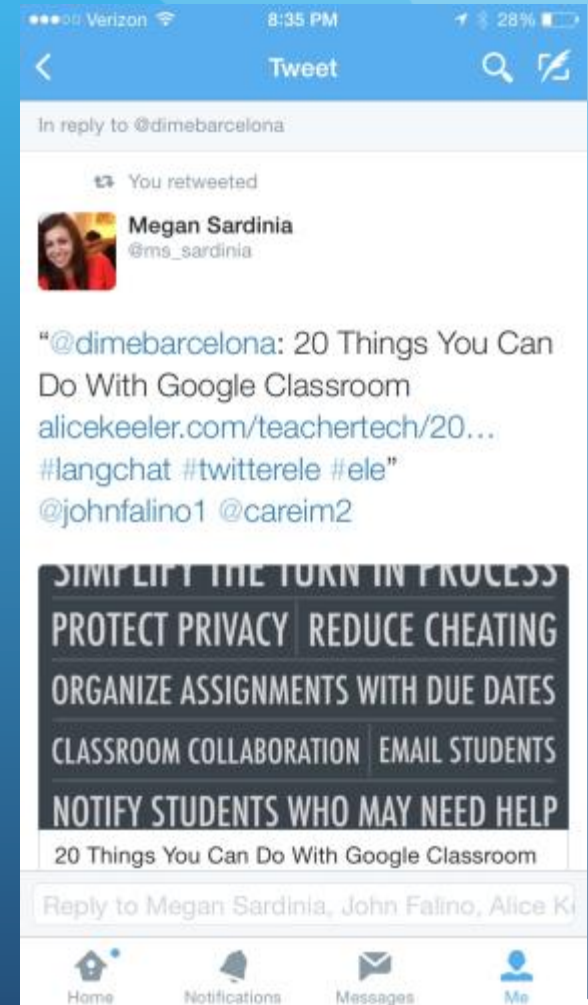 Verizon 8:35 PM 28%
Tweet
In reply to @dimebarcelona
You retweeted
Megan Sardinia
@ms_sardinia
“@dimebarcelona: 20 Things You Can
Do With Google Classroom
alicekeeler.com/teachertech/20…
#langchat #twitterele #ele”
@johnfalino1 @careim2
SIMPLIFY THE TURN IN PROCESS
PROTECT PRIVACY REDUCE CHEATING
ORGANIZE ASSIGNMENTS WITH DUE DATES
CLASSROOM COLLABORATION EMAIL STUDENTS
NOTIFY STUDENTS WHO MAY NEED HELP
20 Things You Can Do With Google Classroom
Reply to Megan Sardinia, John Falino, Alice K
Home Notifications Messages Me